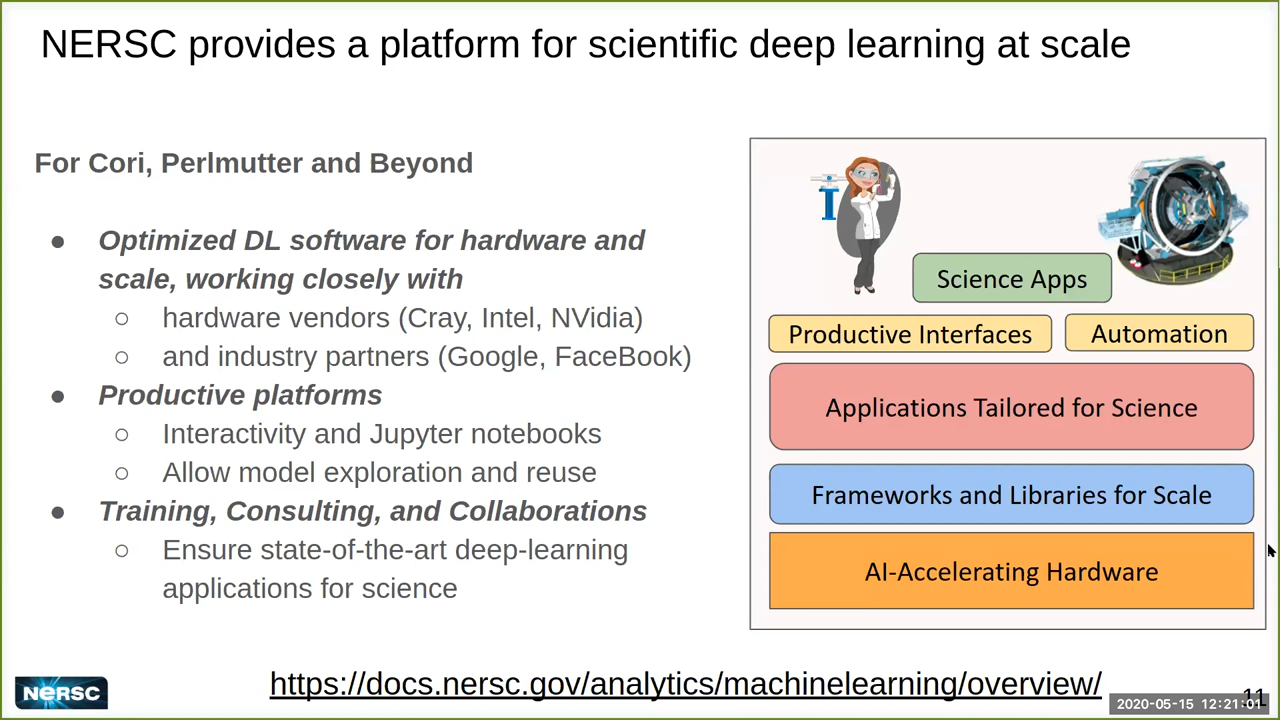 NERSC provides a platform for scientific deep learning at scale
For Cori, Perlmutter and Beyond
● Optimized DL software for hardware and
scale, working closely with
○ hardware vendors (Cray, Intel, NVidia)
○ and industry partners (Google, FaceBook)
● Productive platforms
○ Interactivity and Jupyter notebooks
○ Allow model exploration and reuse
● Training, Consulting, and Collaborations
○ Ensure state-of-the-art deep-learning
applications for science
Science Apps
Productive Interfaces
Automation
Applications Tailored for Science
Frameworks and Libraries for Scale
AI-Accelerating Hardware
NERSC
https://docs.nersc.gov/analytics/machinelearning/overview/
11
2020-05-15 12:21:01